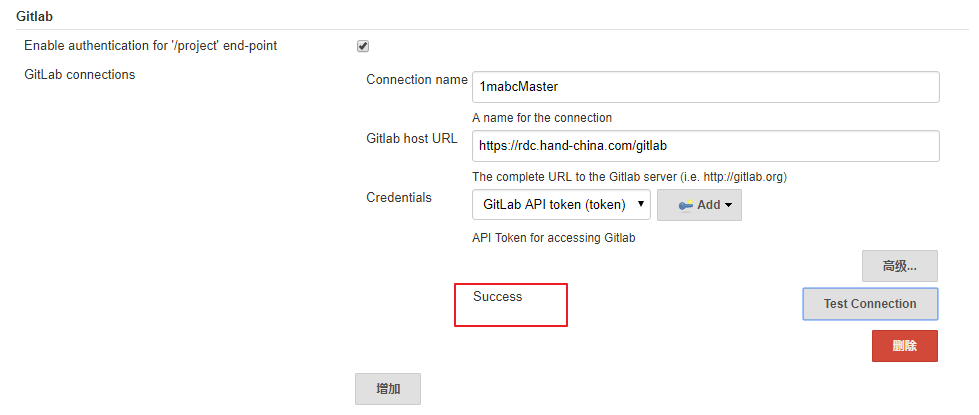 Gitlab
Enable authentication for '/project' end-point
GitLab connections
Connection name
1mabcMaster
A name for the connection
Gitlab host URL
https://rdc.hand-china.com/gitlab
The complete URL to the Gitlab server (i.e. http://gitlab.org)
Credentials
GitLab API token (token)
Add
API Token for accessing Gitlab
高级...
Success
Test Connection
删除
增加